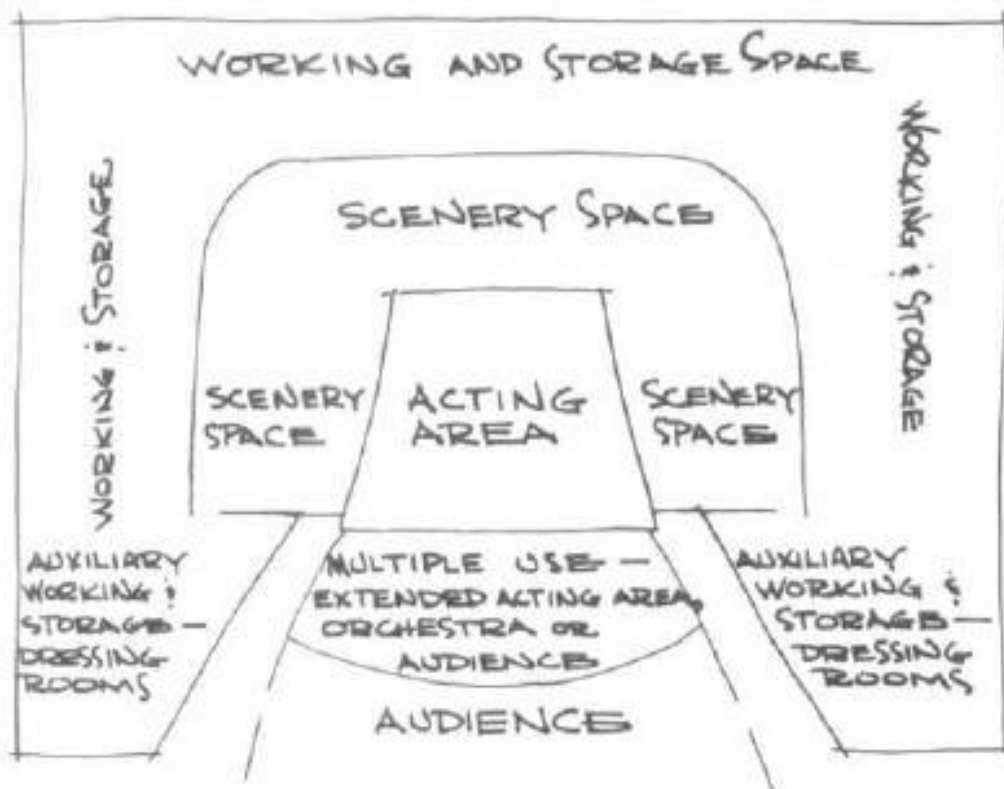 WORKING AND STORAGE SPACE
WORKING & STORAGE
WORKING & STORAGE
SCENERY SPACE
SCENERY
SPACE
ACTING
AREA
SCENERY
SPACE
AUXILIARY
WORKING &
STORAGE—
DRESSING
ROOMS
MULTIPLE USE —
EXTENDED ACTING AREA,
ORCHESTRA OR
AUDIENCE
AUXILIARY
WORKING &
STORAGE—
DRESSING
ROOMS
AUDIENCE